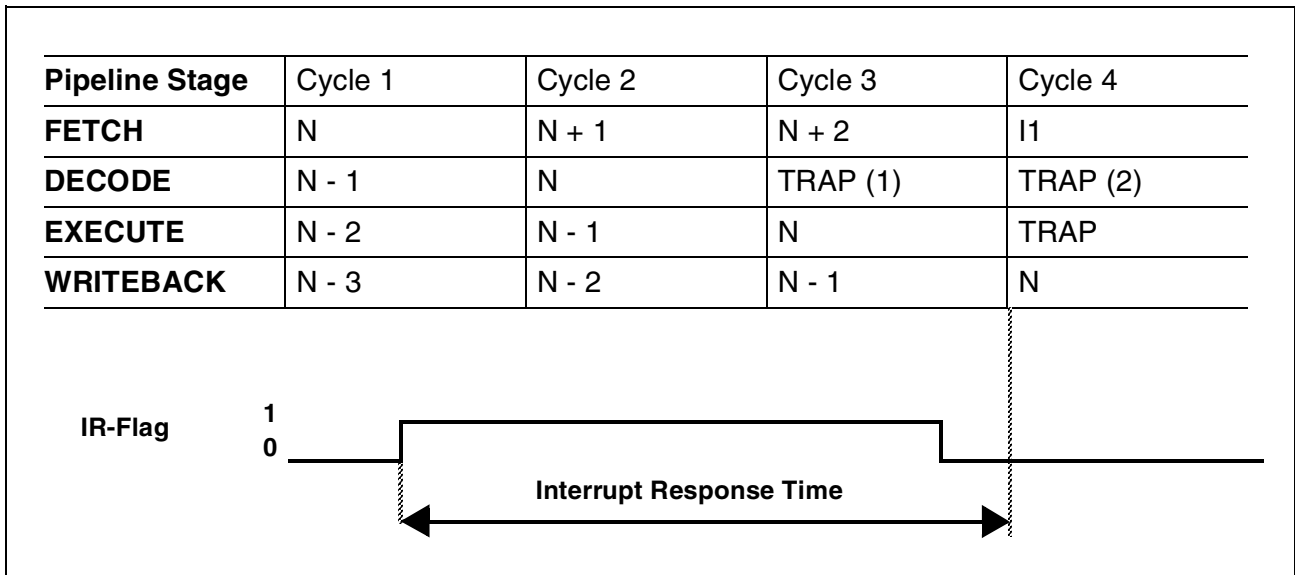 Pipeline Stage Cycle 1 Cycle 2 Cycle 3 Cycle 4
FETCH N N + 1 N + 2 I1
DECODE N - 1 N TRAP (1) TRAP (2)
EXECUTE N - 2 N - 1 N TRAP
WRITEBACK N - 3 N - 2 N - 1 N
1
IR-Flag
0
Interrupt Response Time